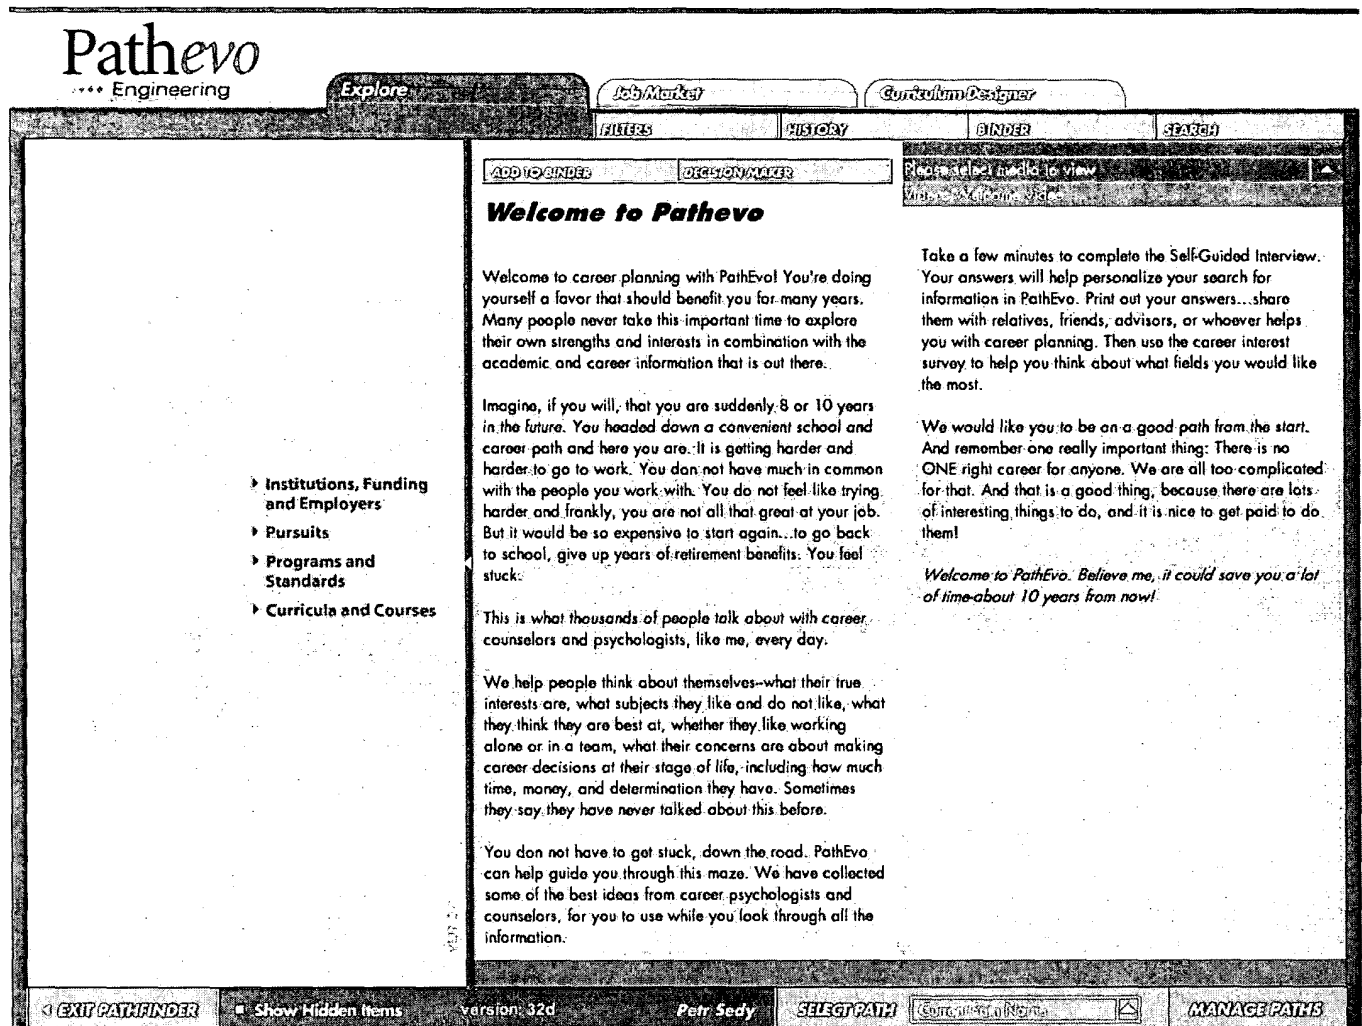 Pathevo
Engineering
Explore
Job Market
Curriculum Designer
FILTERS
HISTORY
BINDER
SEARCH
ADD TO BINDER
DECISION MAKER
Please select media to view
Welcome to Pathevo
Welcome to career planning with PathEvo! You're doing
yourself a favor that should benefit you for many years.
Many people never take this important time to explore
their own strengths and interests in combination with the
academic and career information that is out there.
Imagine, if you will, that you are suddenly 8 or 10 years
in the future. You headed down a convenient school and
career path and here you are. It is getting harder and
harder to go to work. You don not have much in common
with the people you work with. You do not feel like trying
harder and frankly, you are not all that great at your job.
But it would be so expensive to start again...to go back
to school, give up years of retirement benefits. You feel
stuck.
This is what thousands of people talk about with career
counselors and psychologists, like me, every day.
We help people think about themselves--what their true
interests are, what subjects they like and do not like, what
they think they are best at, whether they like working
alone or in a team, what their concerns are about making
career decisions at their stage of life, including how much
time, money, and determination they have. Sometimes
they say they have never talked about this before.
You don not have to get stuck, down the road. PathEvo
can help guide you through this maze. We have collected
some of the best ideas from career psychologists and
counselors, for you to use while you look through all the
information.
Take a few minutes to complete the Self-Guided Interview.
Your answers will help personalize your search for
information in PathEvo. Print out your answers...share
them with relatives, friends, advisors, or whoever helps
you with career planning. Then use the career interest
survey to help you think about what fields you would like
the most.
We would like you to be on a good path from the start.
And remember one really important thing: There is no
ONE right career for anyone. We are all too complicated
for that. And that is a good thing, because there are lots
of interesting things to do, and it is nice to get paid to do
them!
Welcome to PathEvo. Believe me, it could save you a lot
of time-about 10 years from now!
Institutions, Funding
and Employers
Pursuits
Programs and
Standards
Curricula and Courses
EXIT PATHFINDER
Show Hidden Items
version: 32d
Petr Sedy
SELECT PATH
MANAGE PATHS